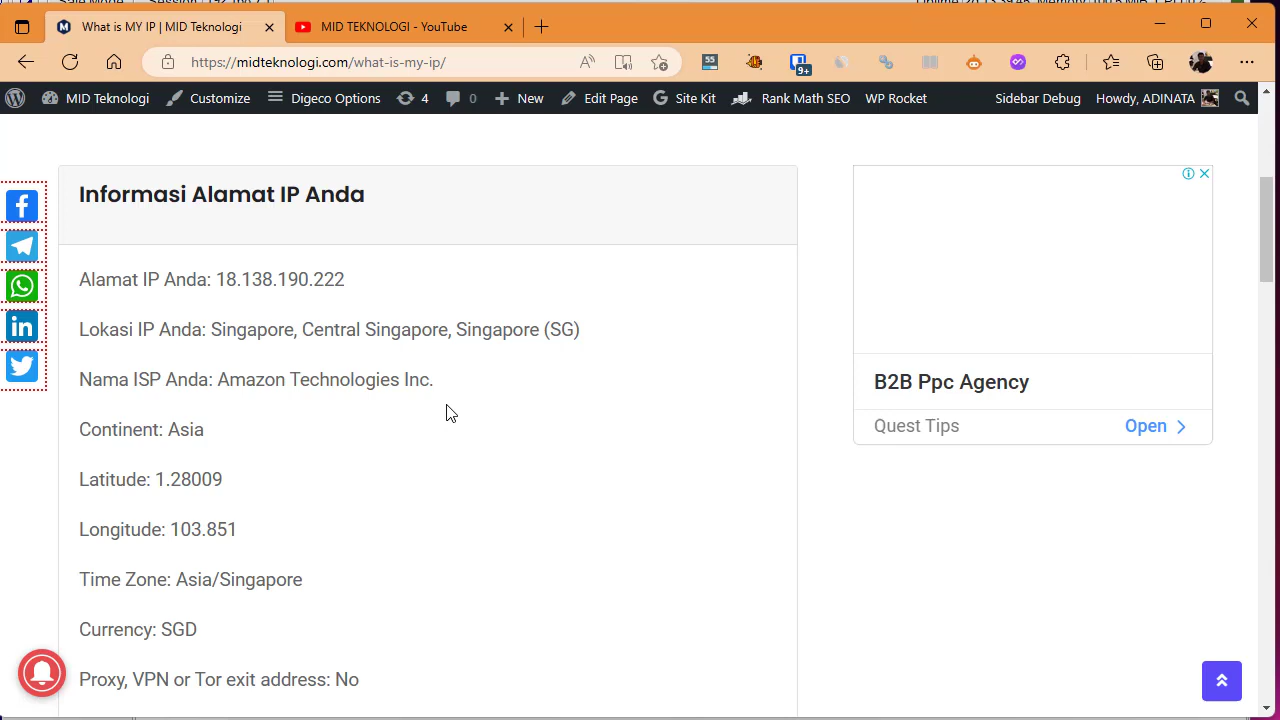 What is MY IP | MID Teknologi
MID TEKNOLOGI - YouTube
https://midteknologi.com/what-is-my-ip/
55
9+
MID Teknologi
Customize
Digeco Options
4
0
New
Edit Page
Site Kit
Rank Math SEO
WP Rocket
Sidebar Debug
Howdy, ADINATA
Informasi Alamat IP Anda
Alamat IP Anda: 18.138.190.222
Lokasi IP Anda: Singapore, Central Singapore, Singapore (SG)
Nama ISP Anda: Amazon Technologies Inc.
Continent: Asia
Latitude: 1.28009
Longitude: 103.851
Time Zone: Asia/Singapore
Currency: SGD
Proxy, VPN or Tor exit address: No
B2B Ppc Agency
Quest Tips
Open